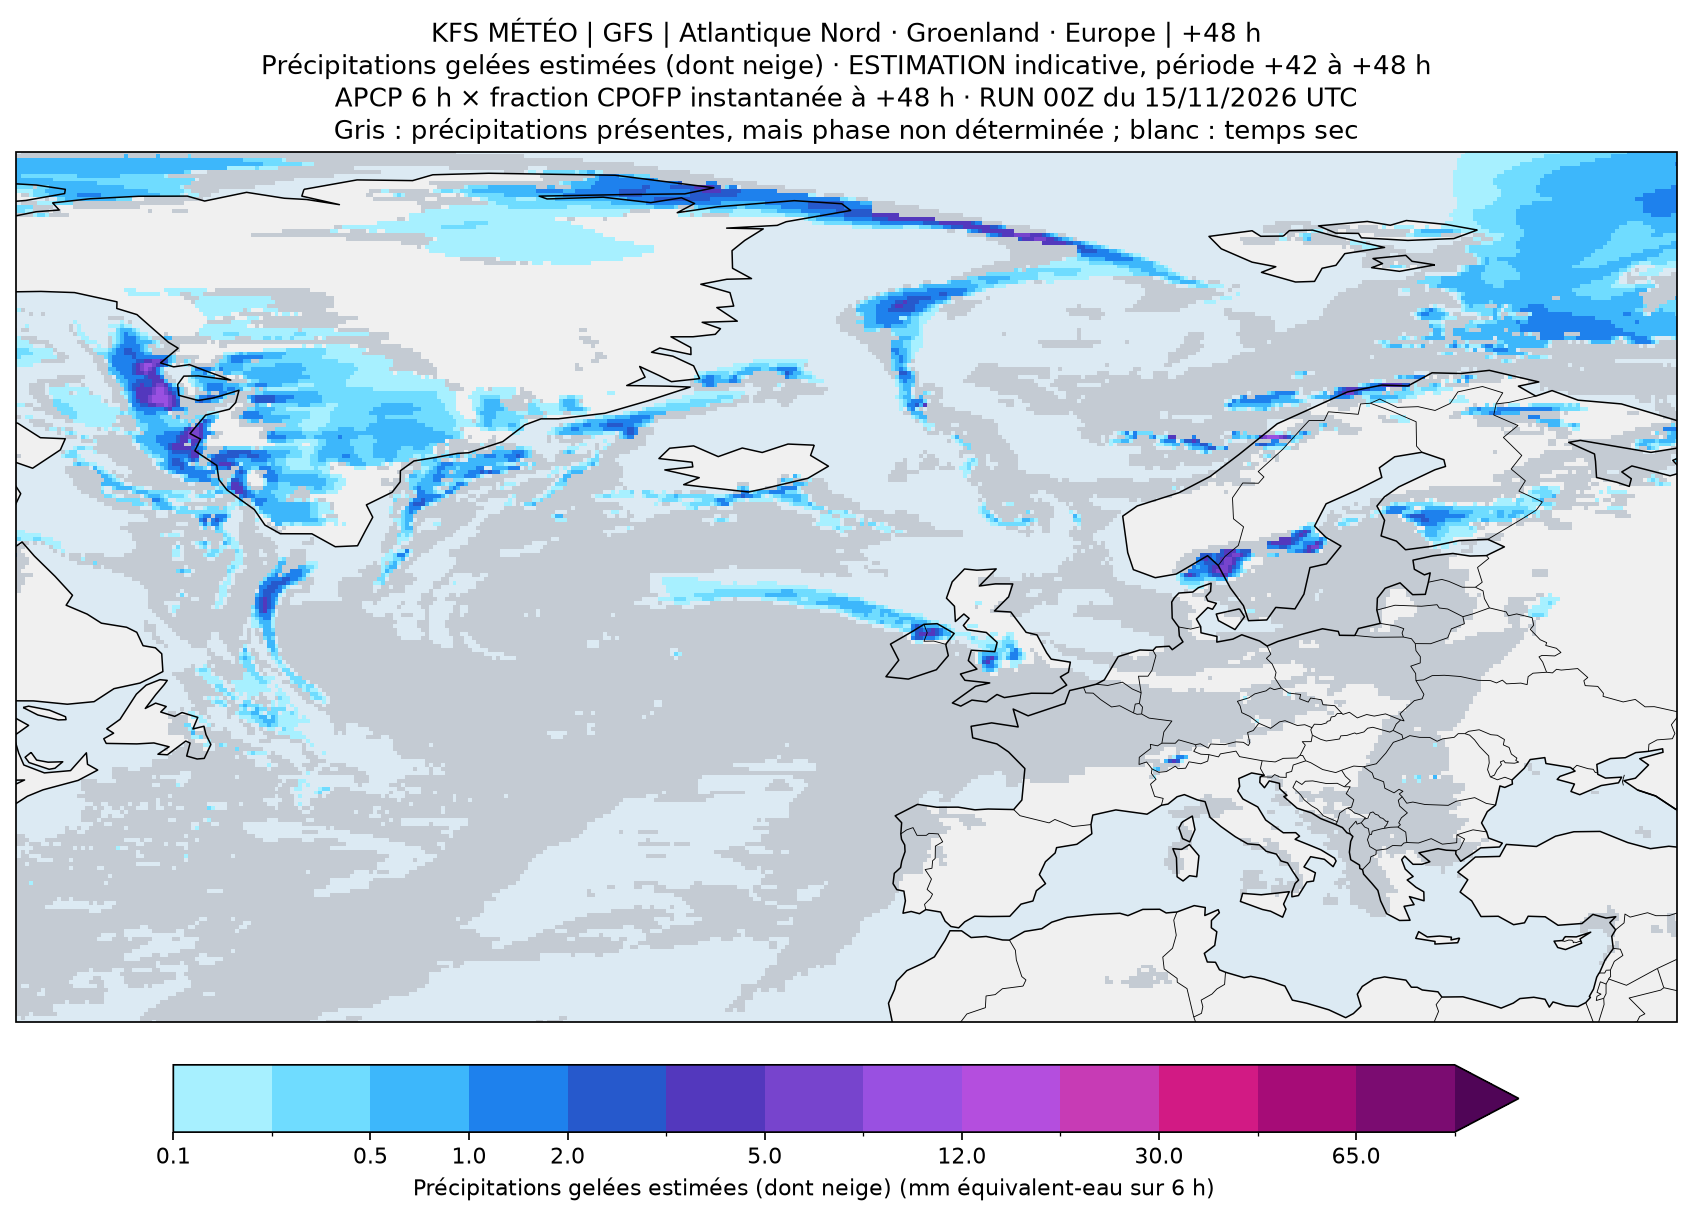 KFS MÉTÉO | GFS | Atlantique Nord · Groenland · Europe | +48 h
Précipitations gelées estimées (dont neige) · ESTIMATION indicative, période +42 à +48 h
APCP 6 h × fraction CPOFP instantanée à +48 h · RUN 00Z du 15/11/2026 UTC
Gris : précipitations présentes, mais phase non déterminée ; blanc : temps sec
0.1 0.5 1.0 2.0 5.0 12.0 30.0 65.0
Précipitations gelées estimées (dont neige) (mm équivalent-eau sur 6 h)